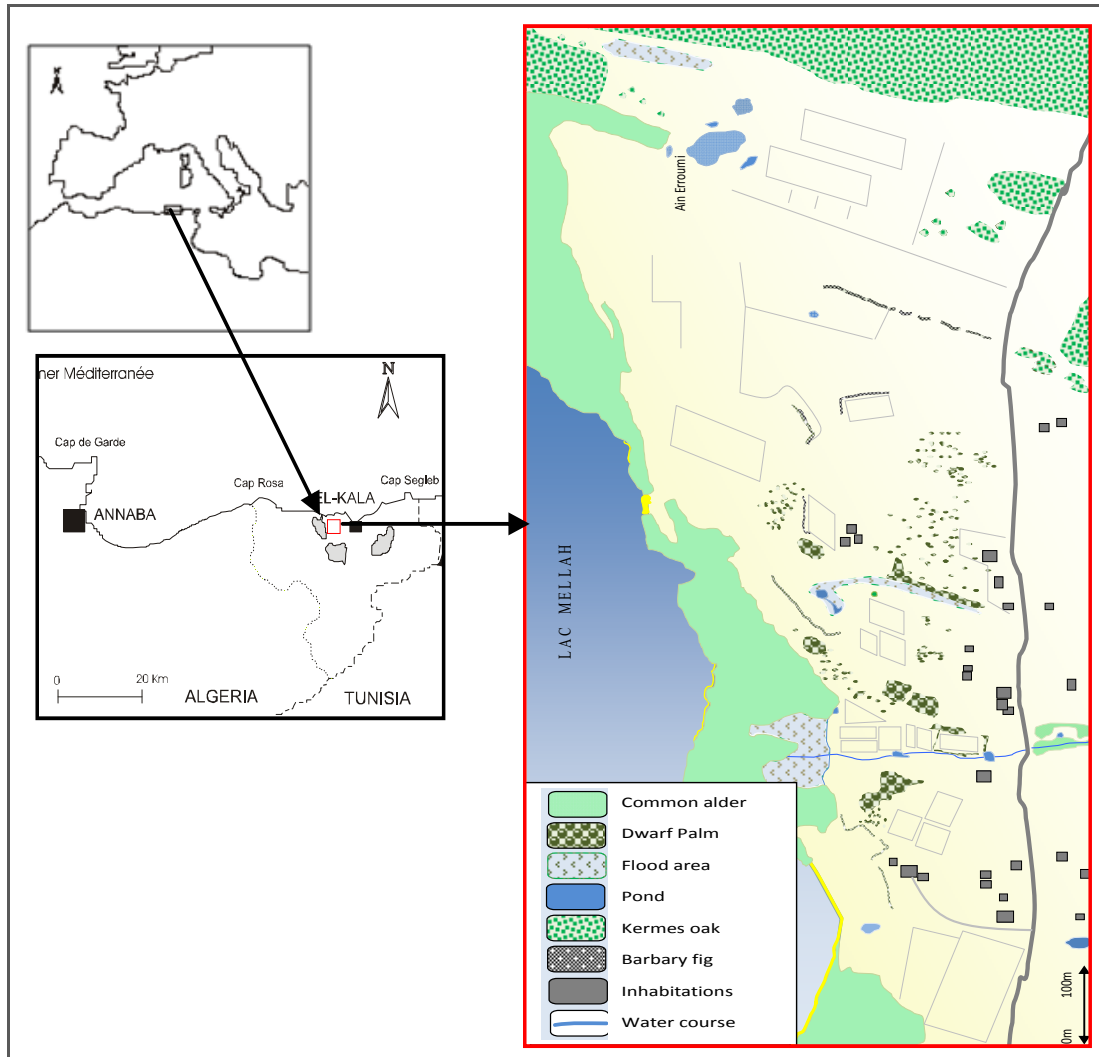 N
ner Méditerranée
N
Cap de Garde
Cap Rosa
Cap Segleb
EL-KALA
ANNABA
0
20 Km
ALGERIA
TUNISIA
Ain Erroumi
LAC MELLAH
Common alder
Dwarf Palm
Flood area
Pond
Kermes oak
Barbary fig
Inhabitations
Water course
100m
0m